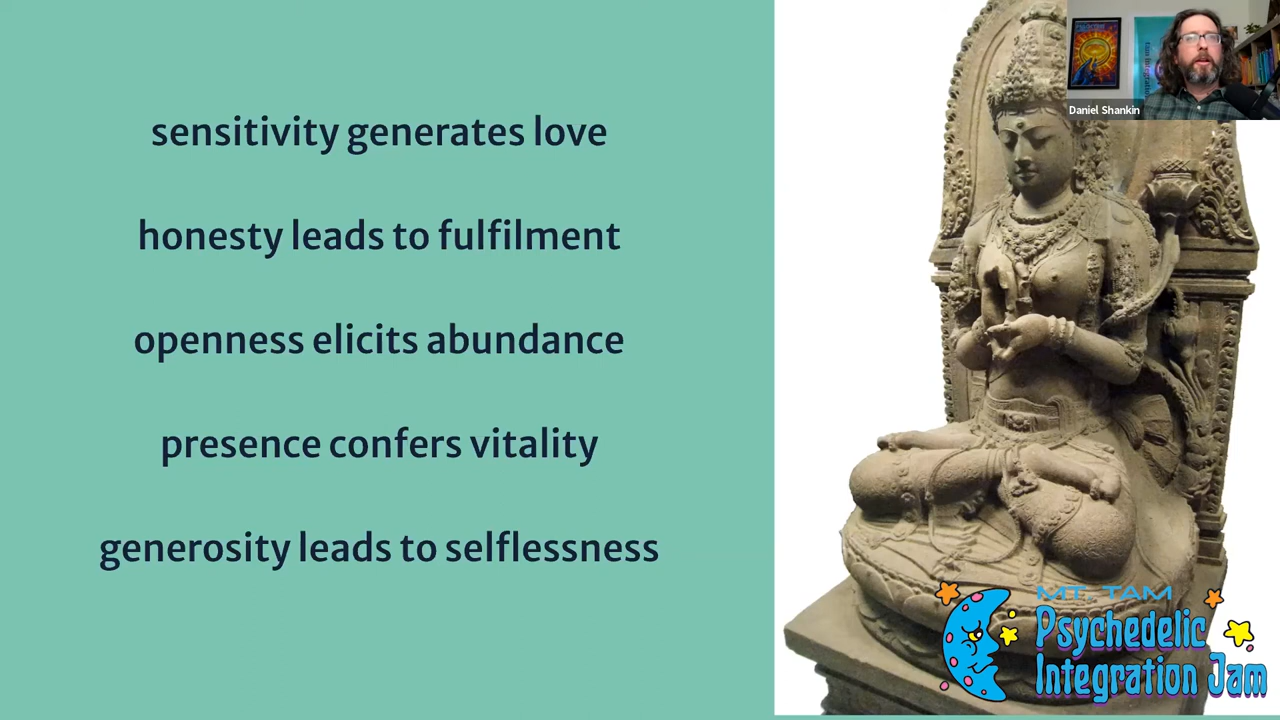 sensitivity generates love
honesty leads to fulfilment
openness elicits abundance
presence confers vitality
generosity leads to selflessness
Daniel Shankin
MT. TAM
Psychedelic
Integration Jam